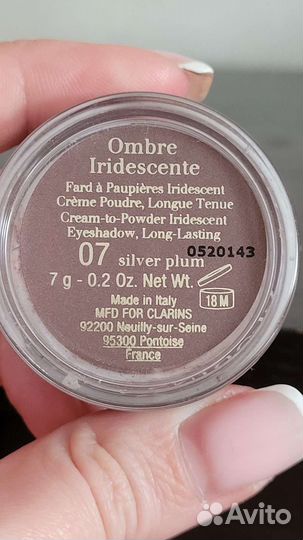 Ombre
Iridescente
Fard à Paupières Iridescent
Crème Poudre, Longue Tenue
Cream-to-Powder Iridescent
Eyeshadow, Long-Lasting
07 silver plum 0520143
7 g - 0.2 Oz. Net Wt.
18 M
Made in Italy
MFD FOR CLARINS
92200 Neuilly-sur-Seine
95300 Pontoise
France
Avito